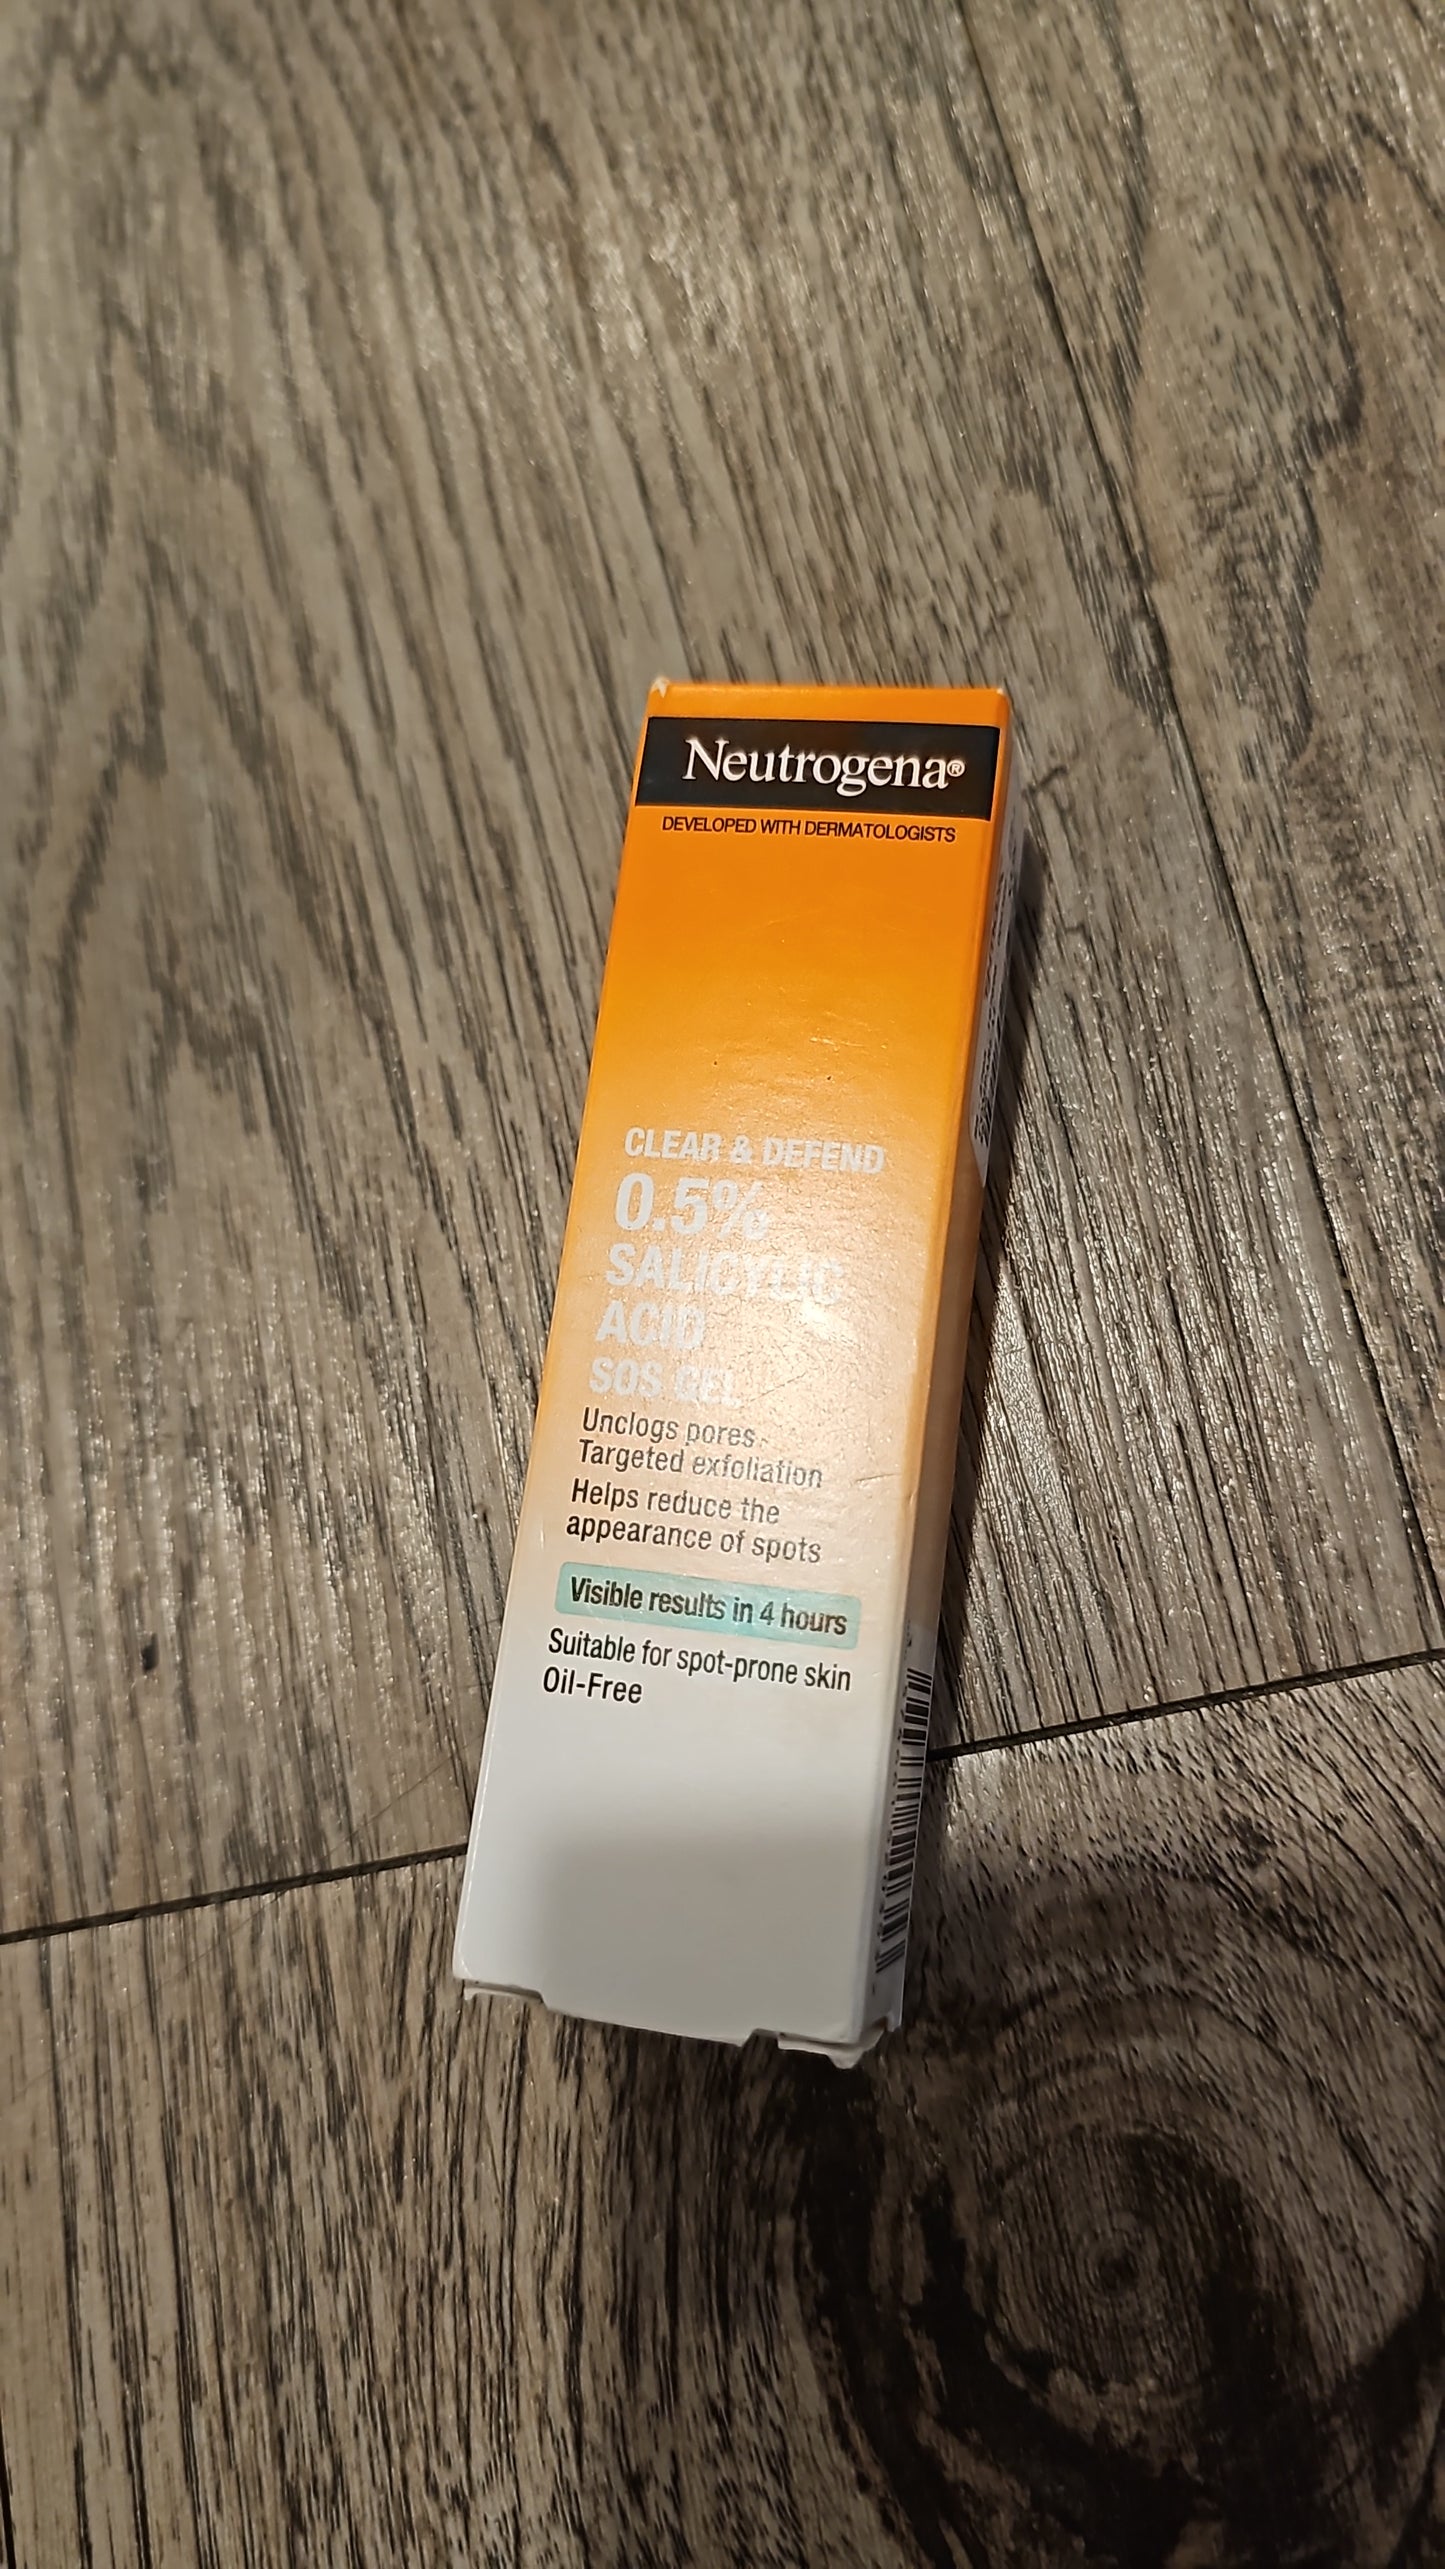 Neutrogena®
DEVELOPED WITH DERMATOLOGISTS
CLEAR & DEFEND
0.5%
SALICYLIC
ACID
SOS GEL
Unclogs pores-
Targeted exfoliation
Helps reduce the
appearance of spots
Visible results in 4 hours
Suitable for spot-prone skin
Oil-Free